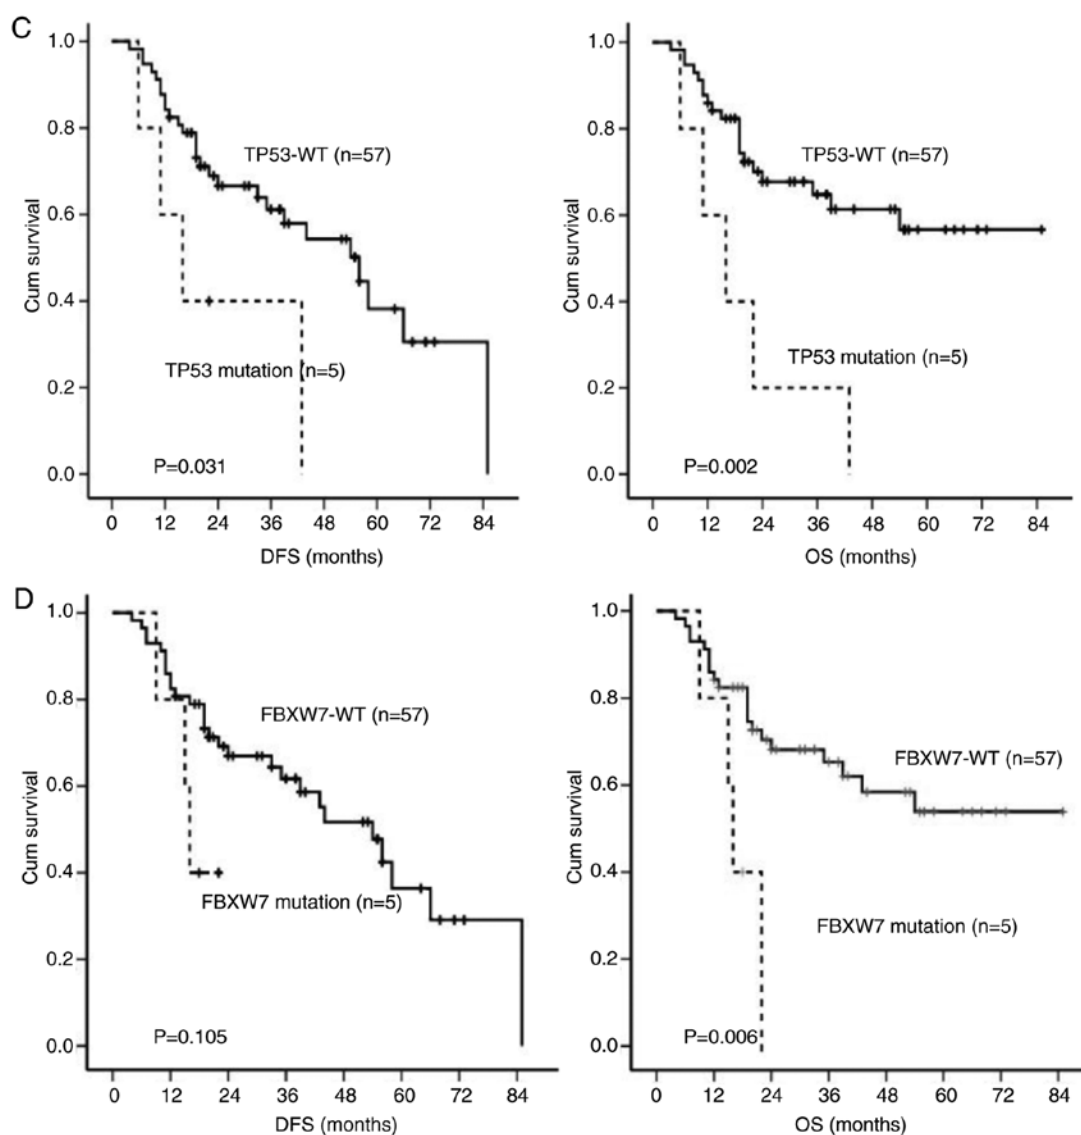 C
1.0
0.8
0.6
0.4
0.2
0.0
Cum survival
TP53-WT (n=57)
TP53 mutation (n=5)
P=0.031
0 12 24 36 48 60 72 84
DFS (months)
1.0
0.8
0.6
0.4
0.2
0.0
Cum survival
TP53-WT (n=57)
TP53 mutation (n=5)
P=0.002
0 12 24 36 48 60 72 84
OS (months)
D
1.0
0.8
0.6
0.4
0.2
0.0
Cum survival
FBXW7-WT (n=57)
FBXW7 mutation (n=5)
P=0.105
0 12 24 36 48 60 72 84
DFS (months)
1.0
0.8
0.6
0.4
0.2
0.0
Cum survival
FBXW7-WT (n=57)
FBXW7 mutation (n=5)
P=0.006
0 12 24 36 48 60 72 84
OS (months)